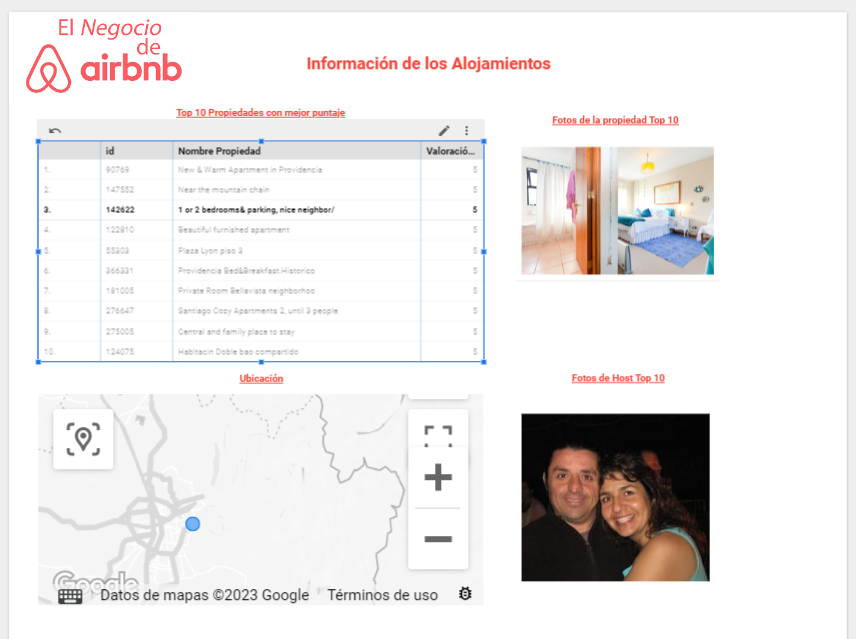 El Negocio
de
airbnb
Información de los Alojamientos
Top 10 Propiedades con mejor puntaje
Fotos de la propiedad Top 10
id Nombre Propiedad Valoració...
1. 90769 New & Warm Apartment in Providencia 5
2. 147552 Near the mountain chain 5
3. 142622 1 or 2 bedrooms& parking, nice neighbor/ 5
4. 122810 Beautiful furnished apartment 5
5. 55303 Plaza Lyon piso 3 5
6. 366331 Providencia Bed&Breakfast.Historico 5
7. 181005 Private Room Bellavista neighborhoo 5
8. 276647 Santiago Cosy Apartments 2, until 3 people 5
9. 275005 Central and family place to stay 5
10. 124075 Habitacin Doble bao compartido 5
Ubicación
Fotos de Host Top 10
Google
Datos de mapas ©2023 Google Términos de uso